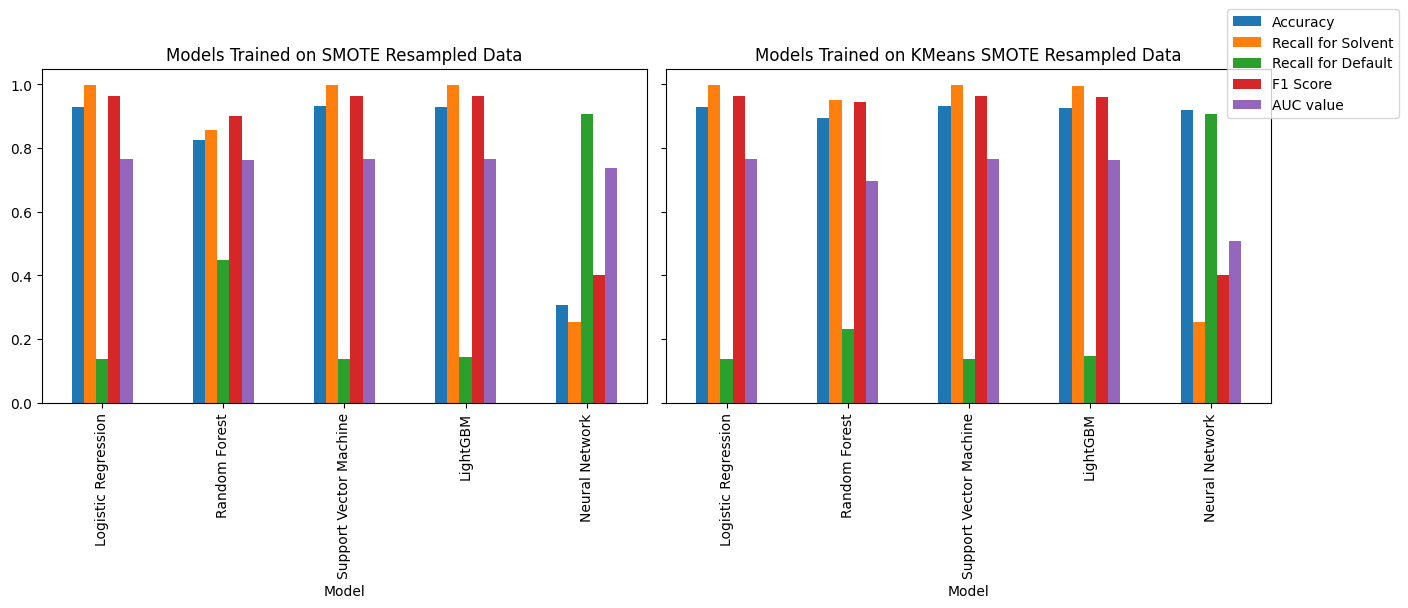 Models Trained on SMOTE Resampled Data
1.0
0.8
0.6
0.4
0.2
0.0
Logistic Regression
Random Forest
Support Vector Machine
LightGBM
Neural Network
Model
Models Trained on KMeans SMOTE Resampled Data
Logistic Regression
Random Forest
Support Vector Machine
LightGBM
Neural Network
Model
Accuracy
Recall for Solvent
Recall for Default
F1 Score
AUC value